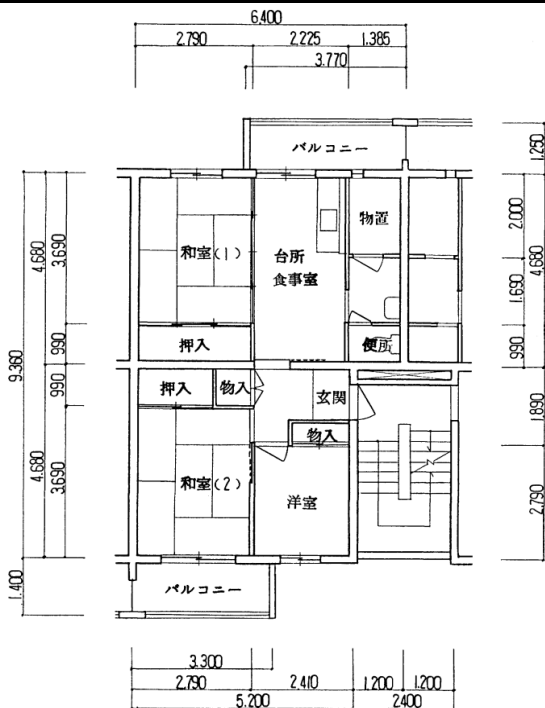 6.400
2.790 2.225 1.385
3.770
バルコニー
1.250
和室(1)
台所
食事室
物置
便所
押入
押入
物入
玄関
物入
和室(2)
洋室
バルコニー
9.360
4.680
3.690
990
990
4.680
3.690
1.400
2.000
4.680
1.690
990
1.890
2.790
3.300
2.790 2.410 1.200 1.200
5.200 2400